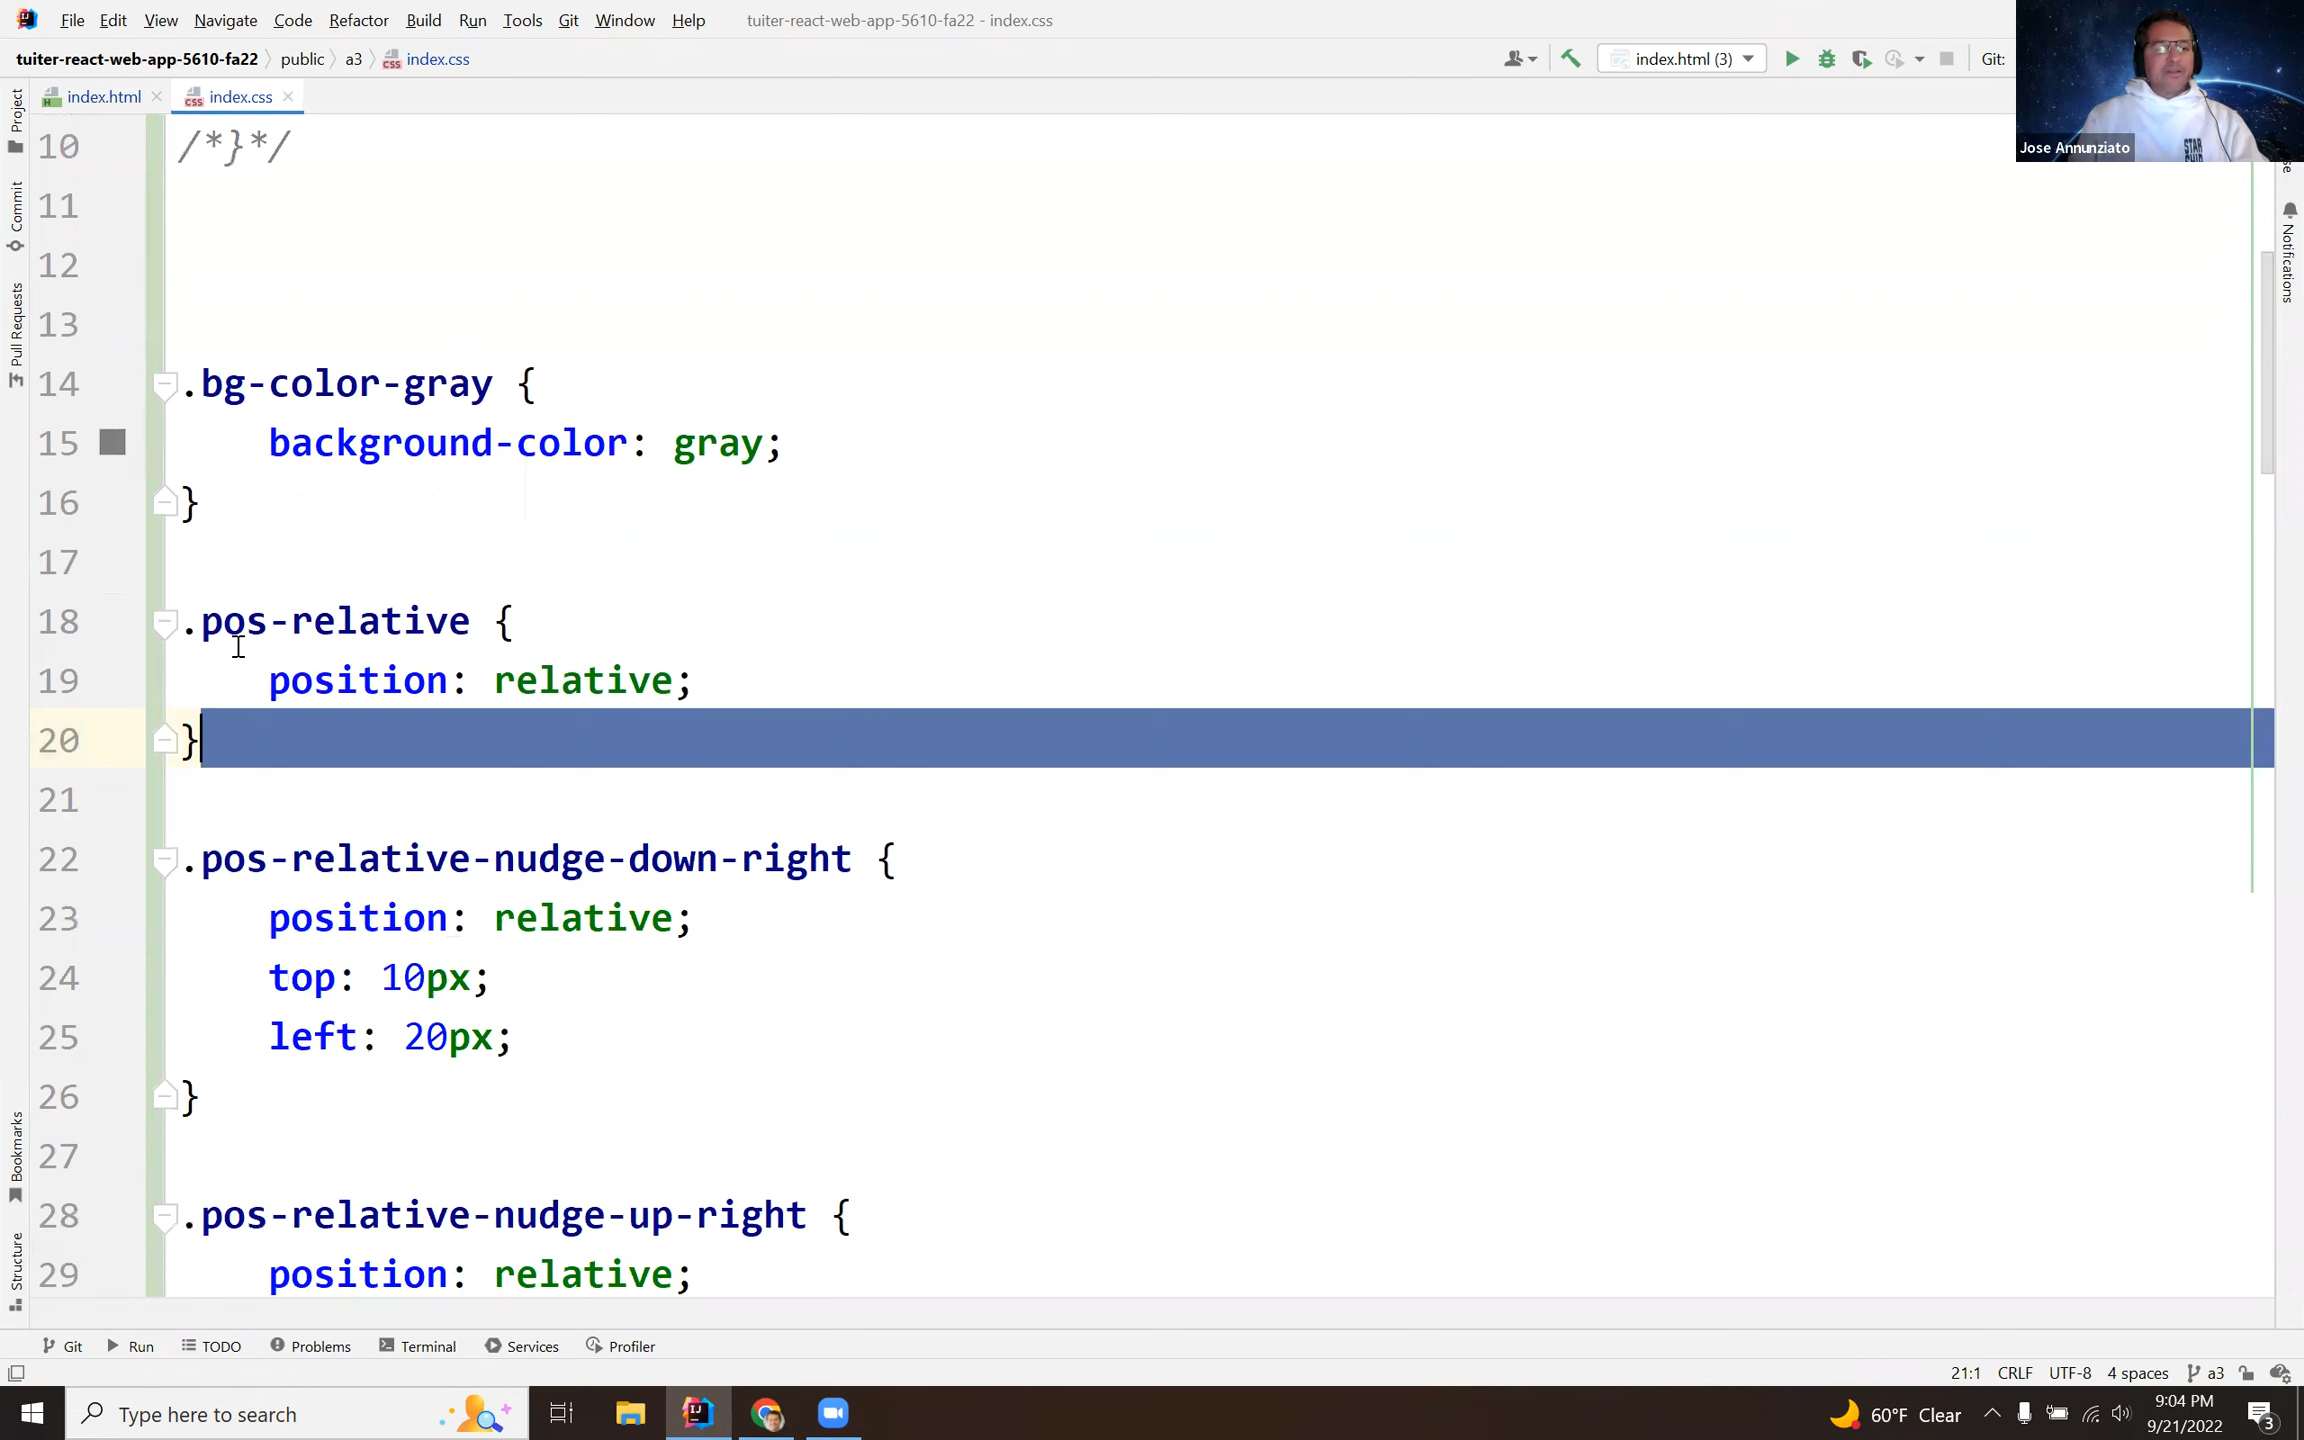 File Edit View Navigate Code Refactor Build Run Tools Git Window Help tuiter-react-web-app-5610-fa22 - index.css
tuiter-react-web-app-5610-fa22 public a3 index.css index.html (3) Git:
index.html index.css
Jose Annunziato
STAR
Project
Commit
Pull Requests
Bookmarks
Structure
Notifications
10 /*}*/
11
12
13
14 .bg-color-gray {
15 background-color: gray;
16 }
17
18 .pos-relative {
19 position: relative;
20 }
21
22 .pos-relative-nudge-down-right {
23 position: relative;
24 top: 10px;
25 left: 20px;
26 }
27
28 .pos-relative-nudge-up-right {
29 position: relative;
Git Run TODO Problems Terminal Services Profiler
21:1 CRLF UTF-8 4 spaces a3
Type here to search 60°F Clear 9:04 PM
9/21/2022 3